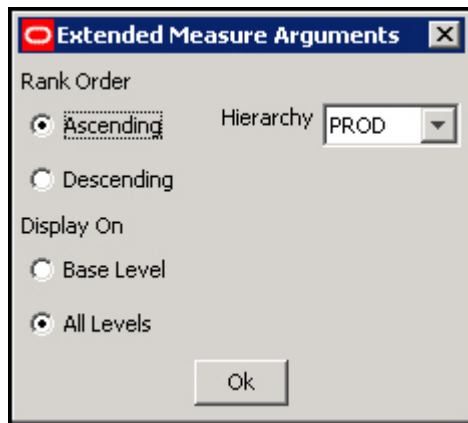 Extended Measure Arguments
Rank Order
Ascending
Hierarchy PROD
Descending
Display On
Base Level
All Levels
Ok